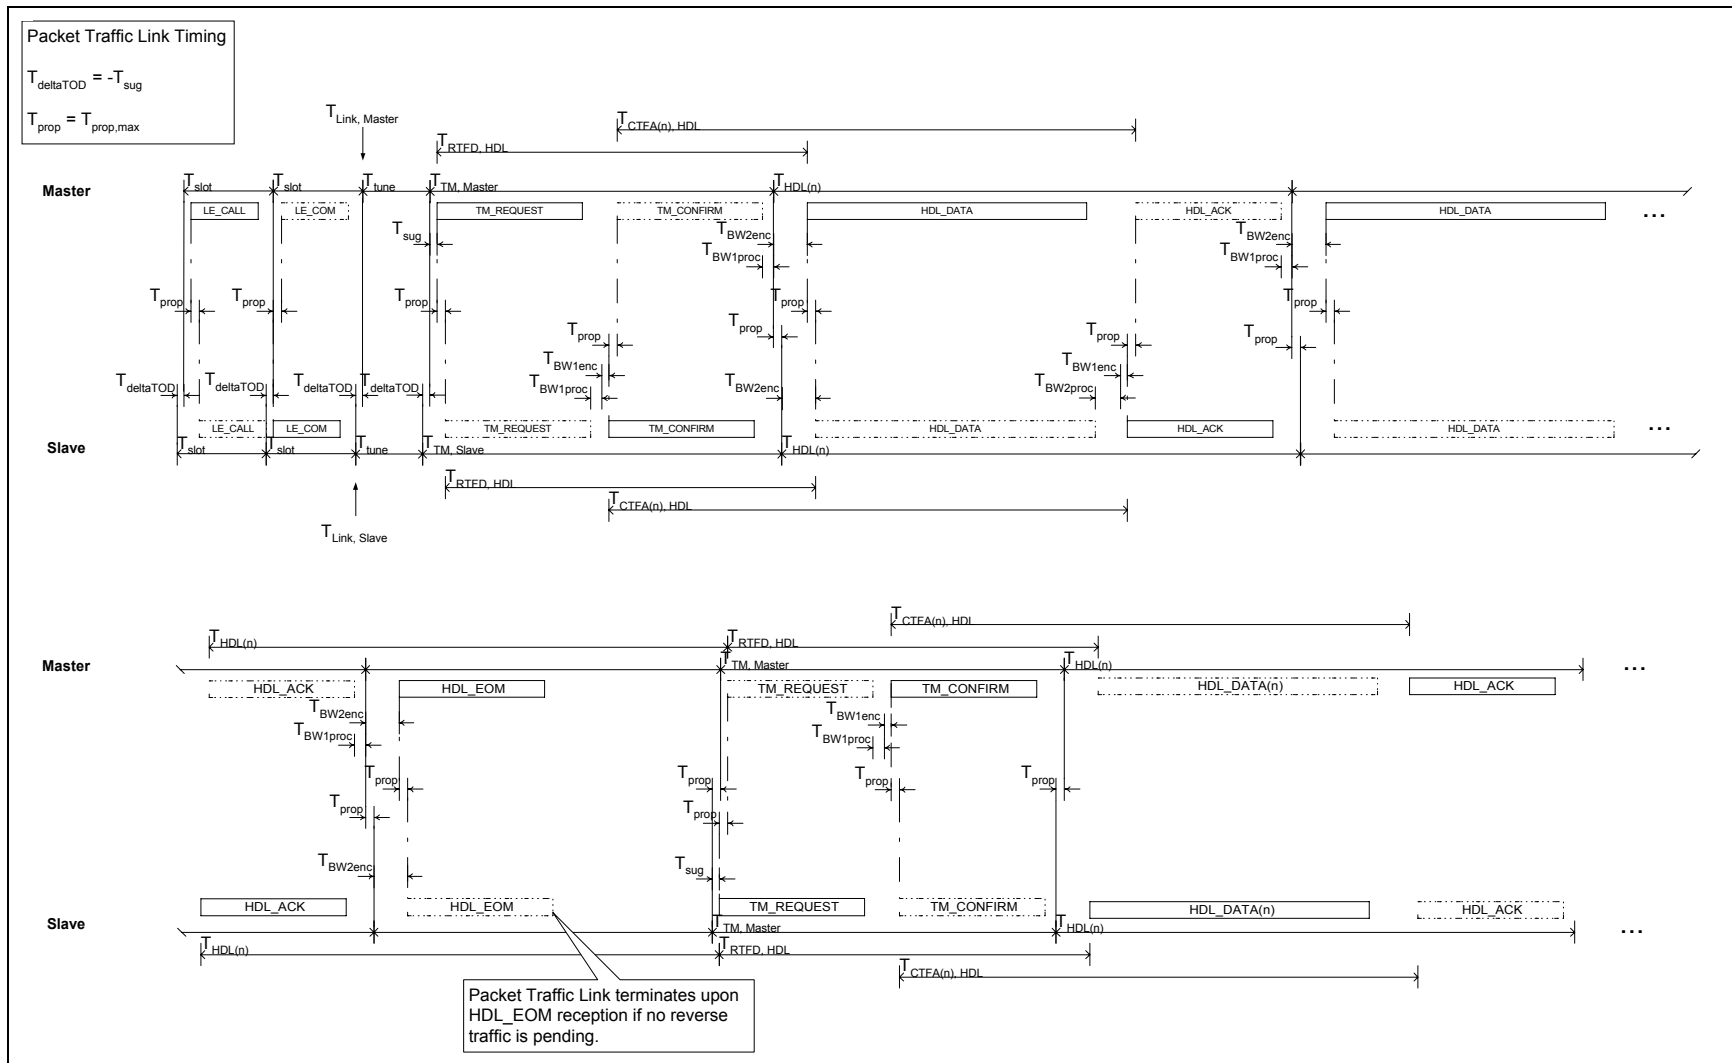 Packet Traffic Link Timing
TdeltaTOD = -Tsug
Tprop = Tprop,max
TLink, Master
TCTFA(n), HDL
TRTFD, HDL
Master
Tslot Tslot Ttune TTM, Master THDL(n)
LE_CALL LE_COM TM_REQUEST TM_CONFIRM HDL_DATA HDL_ACK HDL_DATA ...
Tsug TBW2enc TBW2enc
TBW1proc TBW1proc
Tprop Tprop Tprop Tprop Tprop
Tprop Tprop Tprop Tprop
TBW1enc TBW1enc
TdeltaTOD TdeltaTOD TdeltaTOD TdeltaTOD TBW1proc TBW2enc TBW2proc
LE_CALL LE_COM TM_REQUEST TM_CONFIRM HDL_DATA HDL_ACK HDL_DATA ...
Slave
Tslot Tslot Ttune TTM, Slave THDL(n)
TRTFD, HDL
TCTFA(n), HDL
TLink, Slave
TCTFA(n), HDL
THDL(n) TRTFD, HDL
Master
TTM, Master THDL(n) ...
HDL_ACK HDL_EOM TM_REQUEST TM_CONFIRM HDL_DATA(n) HDL_ACK
TBW2enc TBW1enc
TBW1proc TBW1proc
Tprop Tprop Tprop Tprop
Tprop Tprop
TBW2enc Tsug
HDL_ACK HDL_EOM TM_REQUEST TM_CONFIRM HDL_DATA(n) HDL_ACK
Slave
TTM, Master THDL(n) ...
THDL(n) TRTFD, HDL
TCTFA(n), HDL
Packet Traffic Link terminates upon
HDL_EOM reception if no reverse
traffic is pending.